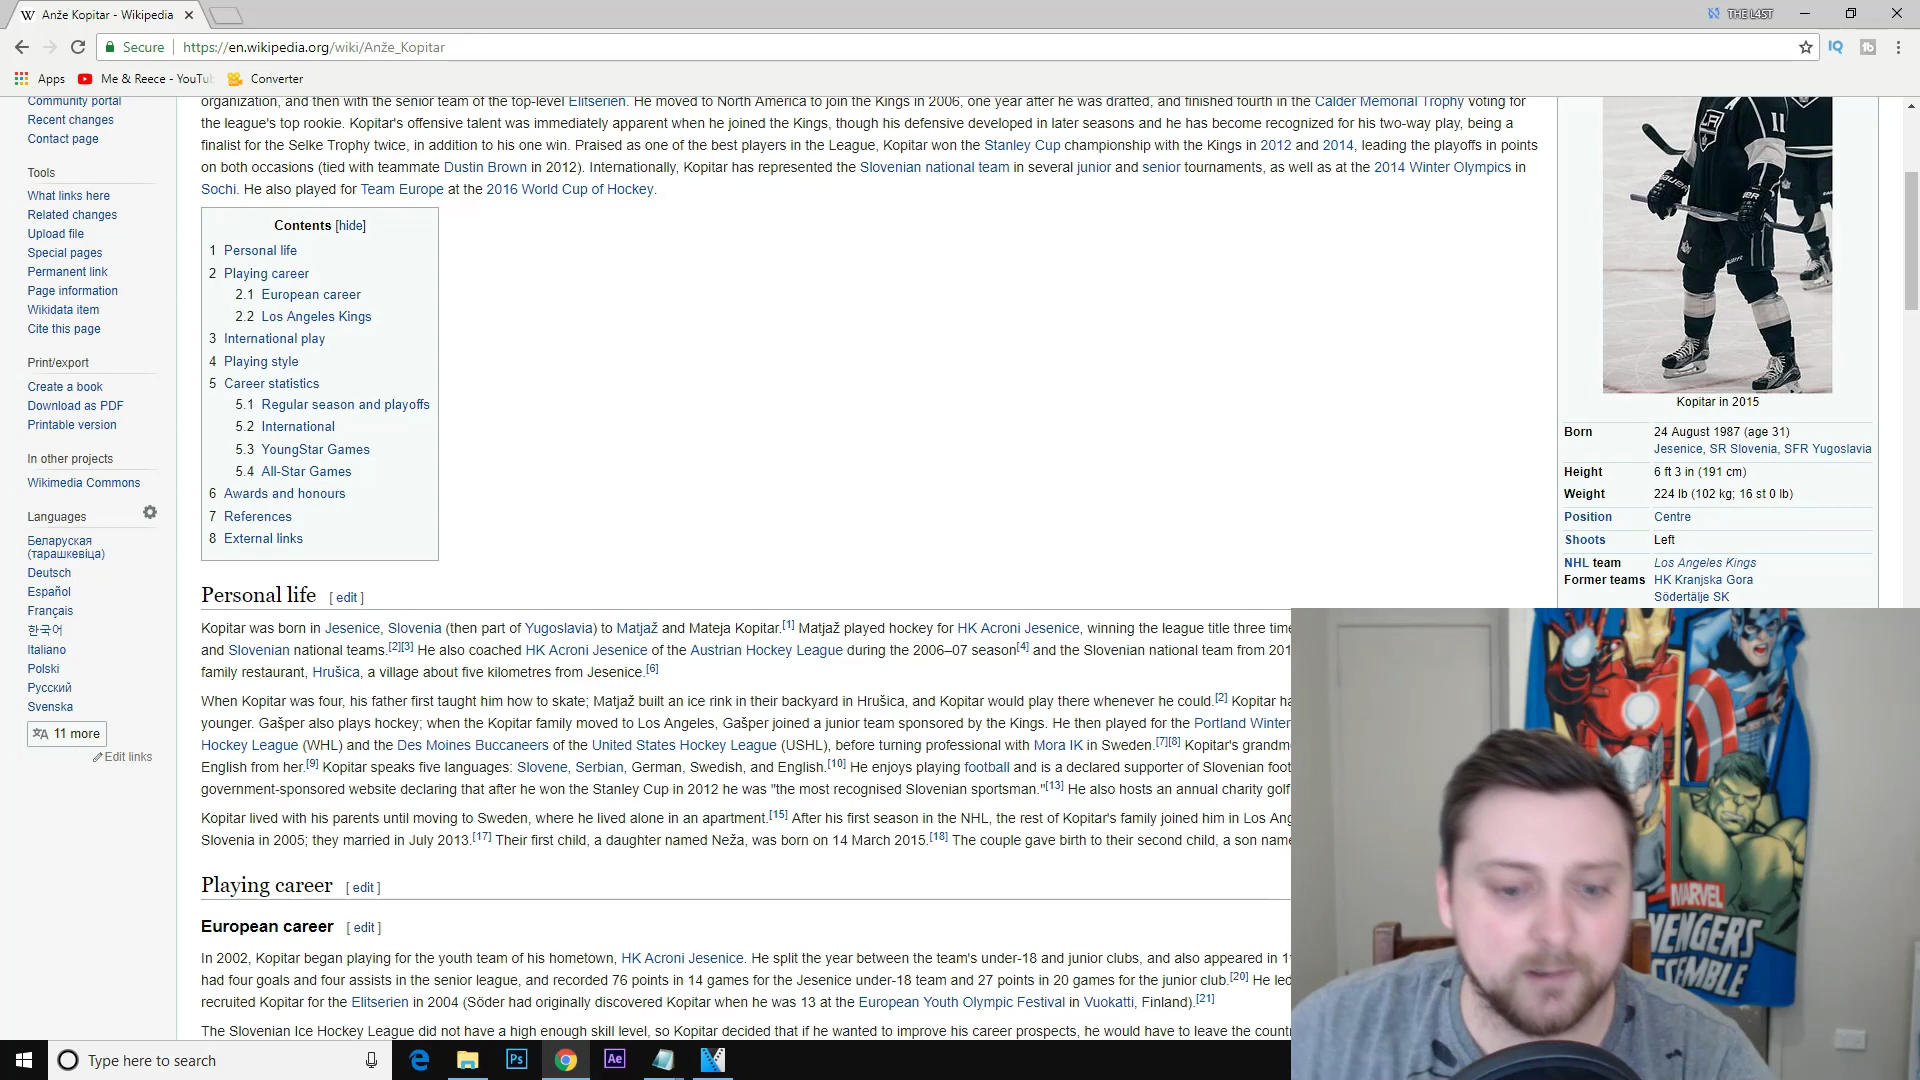 Anže Kopitar - Wikipedia
THE L4ST
Secure
https://en.wikipedia.org/wiki/Anže_Kopitar
Apps
Me & Reece - YouTu
Converter
Community portal
Recent changes
Contact page
Tools
What links here
Related changes
Upload file
Special pages
Permanent link
Page information
Wikidata item
Cite this page
Print/export
Create a book
Download as PDF
Printable version
In other projects
Wikimedia Commons
Languages
Беларуская
(тарашкевіца)
Deutsch
Español
Français
한국어
Italiano
Polski
Русский
Svenska
11 more
Edit links
organization, and then with the senior team of the top-level Elitserien. He moved to North America to join the Kings in 2006, one year after he was drafted, and finished fourth in the Calder Memorial Trophy voting for
the league's top rookie. Kopitar's offensive talent was immediately apparent when he joined the Kings, though his defensive developed in later seasons and he has become recognized for his two-way play, being a
finalist for the Selke Trophy twice, in addition to his one win. Praised as one of the best players in the League, Kopitar won the Stanley Cup championship with the Kings in 2012 and 2014, leading the playoffs in points
on both occasions (tied with teammate Dustin Brown in 2012). Internationally, Kopitar has represented the Slovenian national team in several junior and senior tournaments, as well as at the 2014 Winter Olympics in
Sochi. He also played for Team Europe at the 2016 World Cup of Hockey.
Contents [hide]
1 Personal life
2 Playing career
2.1 European career
2.2 Los Angeles Kings
3 International play
4 Playing style
5 Career statistics
5.1 Regular season and playoffs
5.2 International
5.3 YoungStar Games
5.4 All-Star Games
6 Awards and honours
7 References
8 External links
Personal life [ edit ]
Kopitar was born in Jesenice, Slovenia (then part of Yugoslavia) to Matjaž and Mateja Kopitar.[1] Matjaž played hockey for HK Acroni Jesenice, winning the league title three time
and Slovenian national teams.[2][3] He also coached HK Acroni Jesenice of the Austrian Hockey League during the 2006–07 season[4] and the Slovenian national team from 201
family restaurant, Hrušica, a village about five kilometres from Jesenice.[6]
When Kopitar was four, his father first taught him how to skate; Matjaž built an ice rink in their backyard in Hrušica, and Kopitar would play there whenever he could.[2] Kopitar ha
younger. Gašper also plays hockey; when the Kopitar family moved to Los Angeles, Gašper joined a junior team sponsored by the Kings. He then played for the Portland Winter
Hockey League (WHL) and the Des Moines Buccaneers of the United States Hockey League (USHL), before turning professional with Mora IK in Sweden.[7][8] Kopitar's grandm
English from her.[9] Kopitar speaks five languages: Slovene, Serbian, German, Swedish, and English.[10] He enjoys playing football and is a declared supporter of Slovenian foot
government-sponsored website declaring that after he won the Stanley Cup in 2012 he was "the most recognised Slovenian sportsman."[13] He also hosts an annual charity golf
Kopitar lived with his parents until moving to Sweden, where he lived alone in an apartment.[15] After his first season in the NHL, the rest of Kopitar's family joined him in Los Ang
Slovenia in 2005; they married in July 2013.[17] Their first child, a daughter named Neža, was born on 14 March 2015.[18] The couple gave birth to their second child, a son name
Playing career [ edit ]
European career [ edit ]
In 2002, Kopitar began playing for the youth team of his hometown, HK Acroni Jesenice. He split the year between the team's under-18 and junior clubs, and also appeared in 1
had four goals and four assists in the senior league, and recorded 76 points in 14 games for the Jesenice under-18 team and 27 points in 20 games for the junior club.[20] He led
recruited Kopitar for the Elitserien in 2004 (Söder had originally discovered Kopitar when he was 13 at the European Youth Olympic Festival in Vuokatti, Finland).[21]
The Slovenian Ice Hockey League did not have a high enough skill level, so Kopitar decided that if he wanted to improve his career prospects, he would have to leave the count
LA
11
Kopitar in 2015
Born 24 August 1987 (age 31)
Jesenice, SR Slovenia, SFR Yugoslavia
Height 6 ft 3 in (191 cm)
Weight 224 lb (102 kg; 16 st 0 lb)
Position Centre
Shoots Left
NHL team Los Angeles Kings
Former teams HK Kranjska Gora
Södertälje SK
MARVEL
VENGERS
SSEMBLE
Type here to search
Ps
Ae